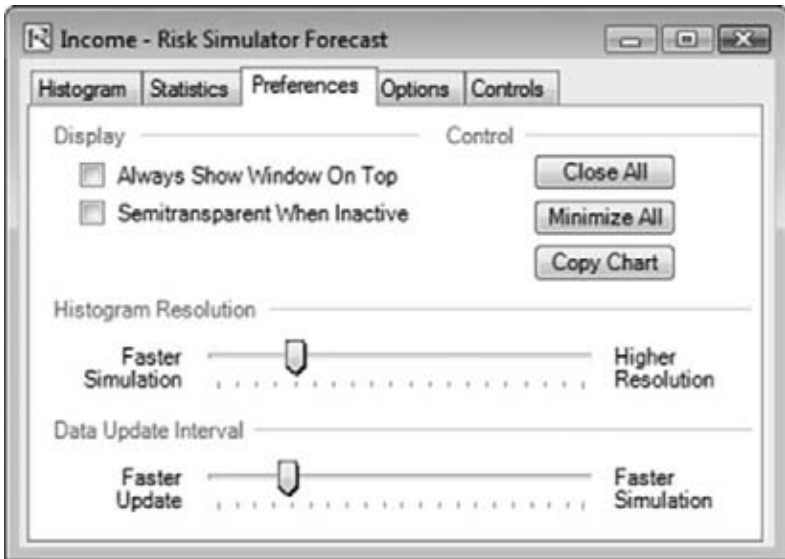 Income - Risk Simulator Forecast
Histogram Statistics Preferences Options Controls
Display
Always Show Window On Top
Semitransparent When Inactive
Control
Close All
Minimize All
Copy Chart
Histogram Resolution
Faster
Simulation
Higher
Resolution
Data Update Interval
Faster
Update
Faster
Simulation